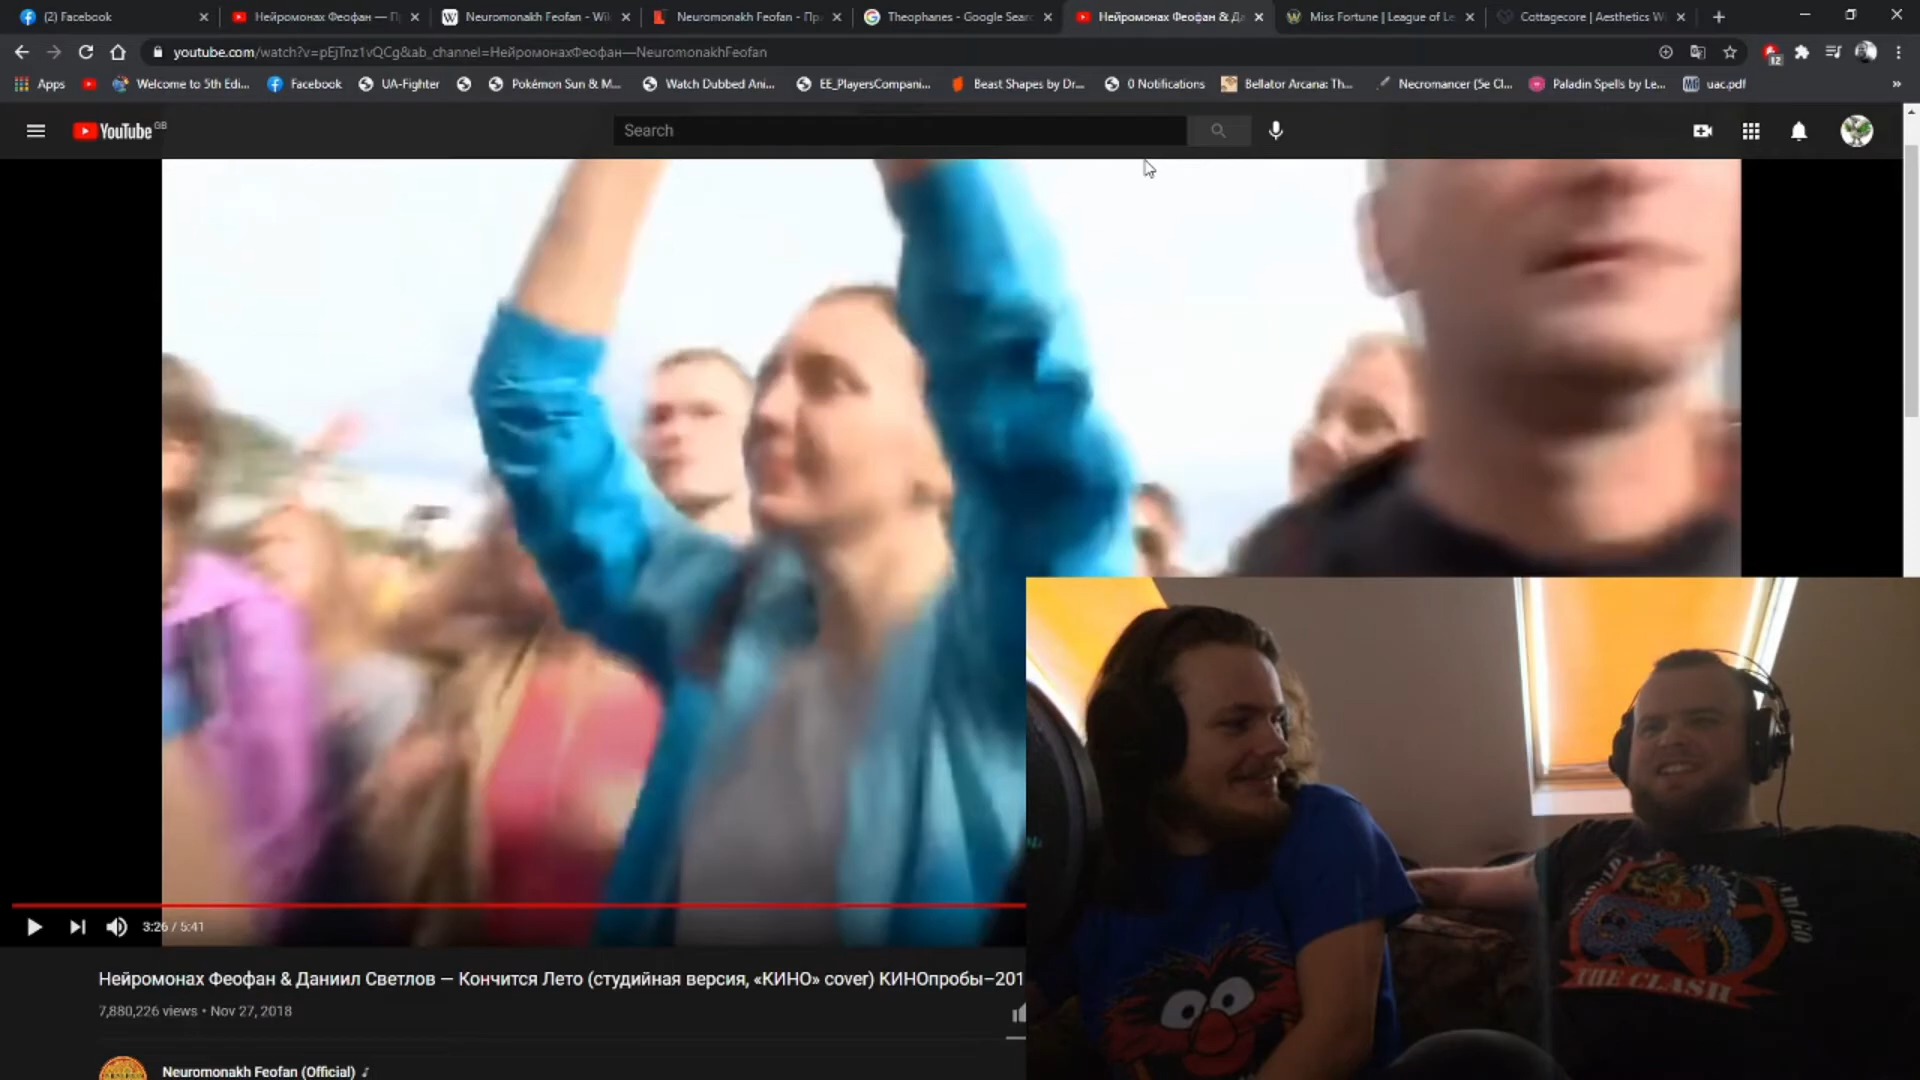 (2) Facebook
Нейромонах Феофан — П
Neuromonakh Feofan - Wi
Neuromonakh Feofan - Пр
Theophanes - Google Sear
Нейромонах Феофан & Да
Miss Fortune | League of Le
Cottagecore | Aesthetics W
youtube.com/watch?v=pEjTnz1vQCg&ab_channel=НейромонахФеофан—NeuromonakhFeofan
12
Apps
Welcome to 5th Edi...
Facebook
UA-Fighter
Pokémon Sun & M...
Watch Dubbed Ani...
EE_PlayersCompani...
Beast Shapes by Dr...
0 Notifications
Bellator Arcana: Th...
Necromancer (5e Cl...
Paladin Spells by Le...
uac.pdf
YouTube GB
Search
3:26 / 5:41
Нейромонах Феофан & Даниил Светлов — Кончится Лето (студийная версия, «КИНО» cover) КИНОпробы–201
7,880,226 views • Nov 27, 2018
Neuromonakh Feofan (Official)
THE CLASH